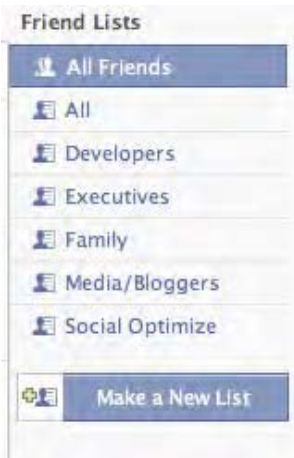 Friend Lists
All Friends
All
Developers
Executives
Family
Media/Bloggers
Social Optimize
Make a New List